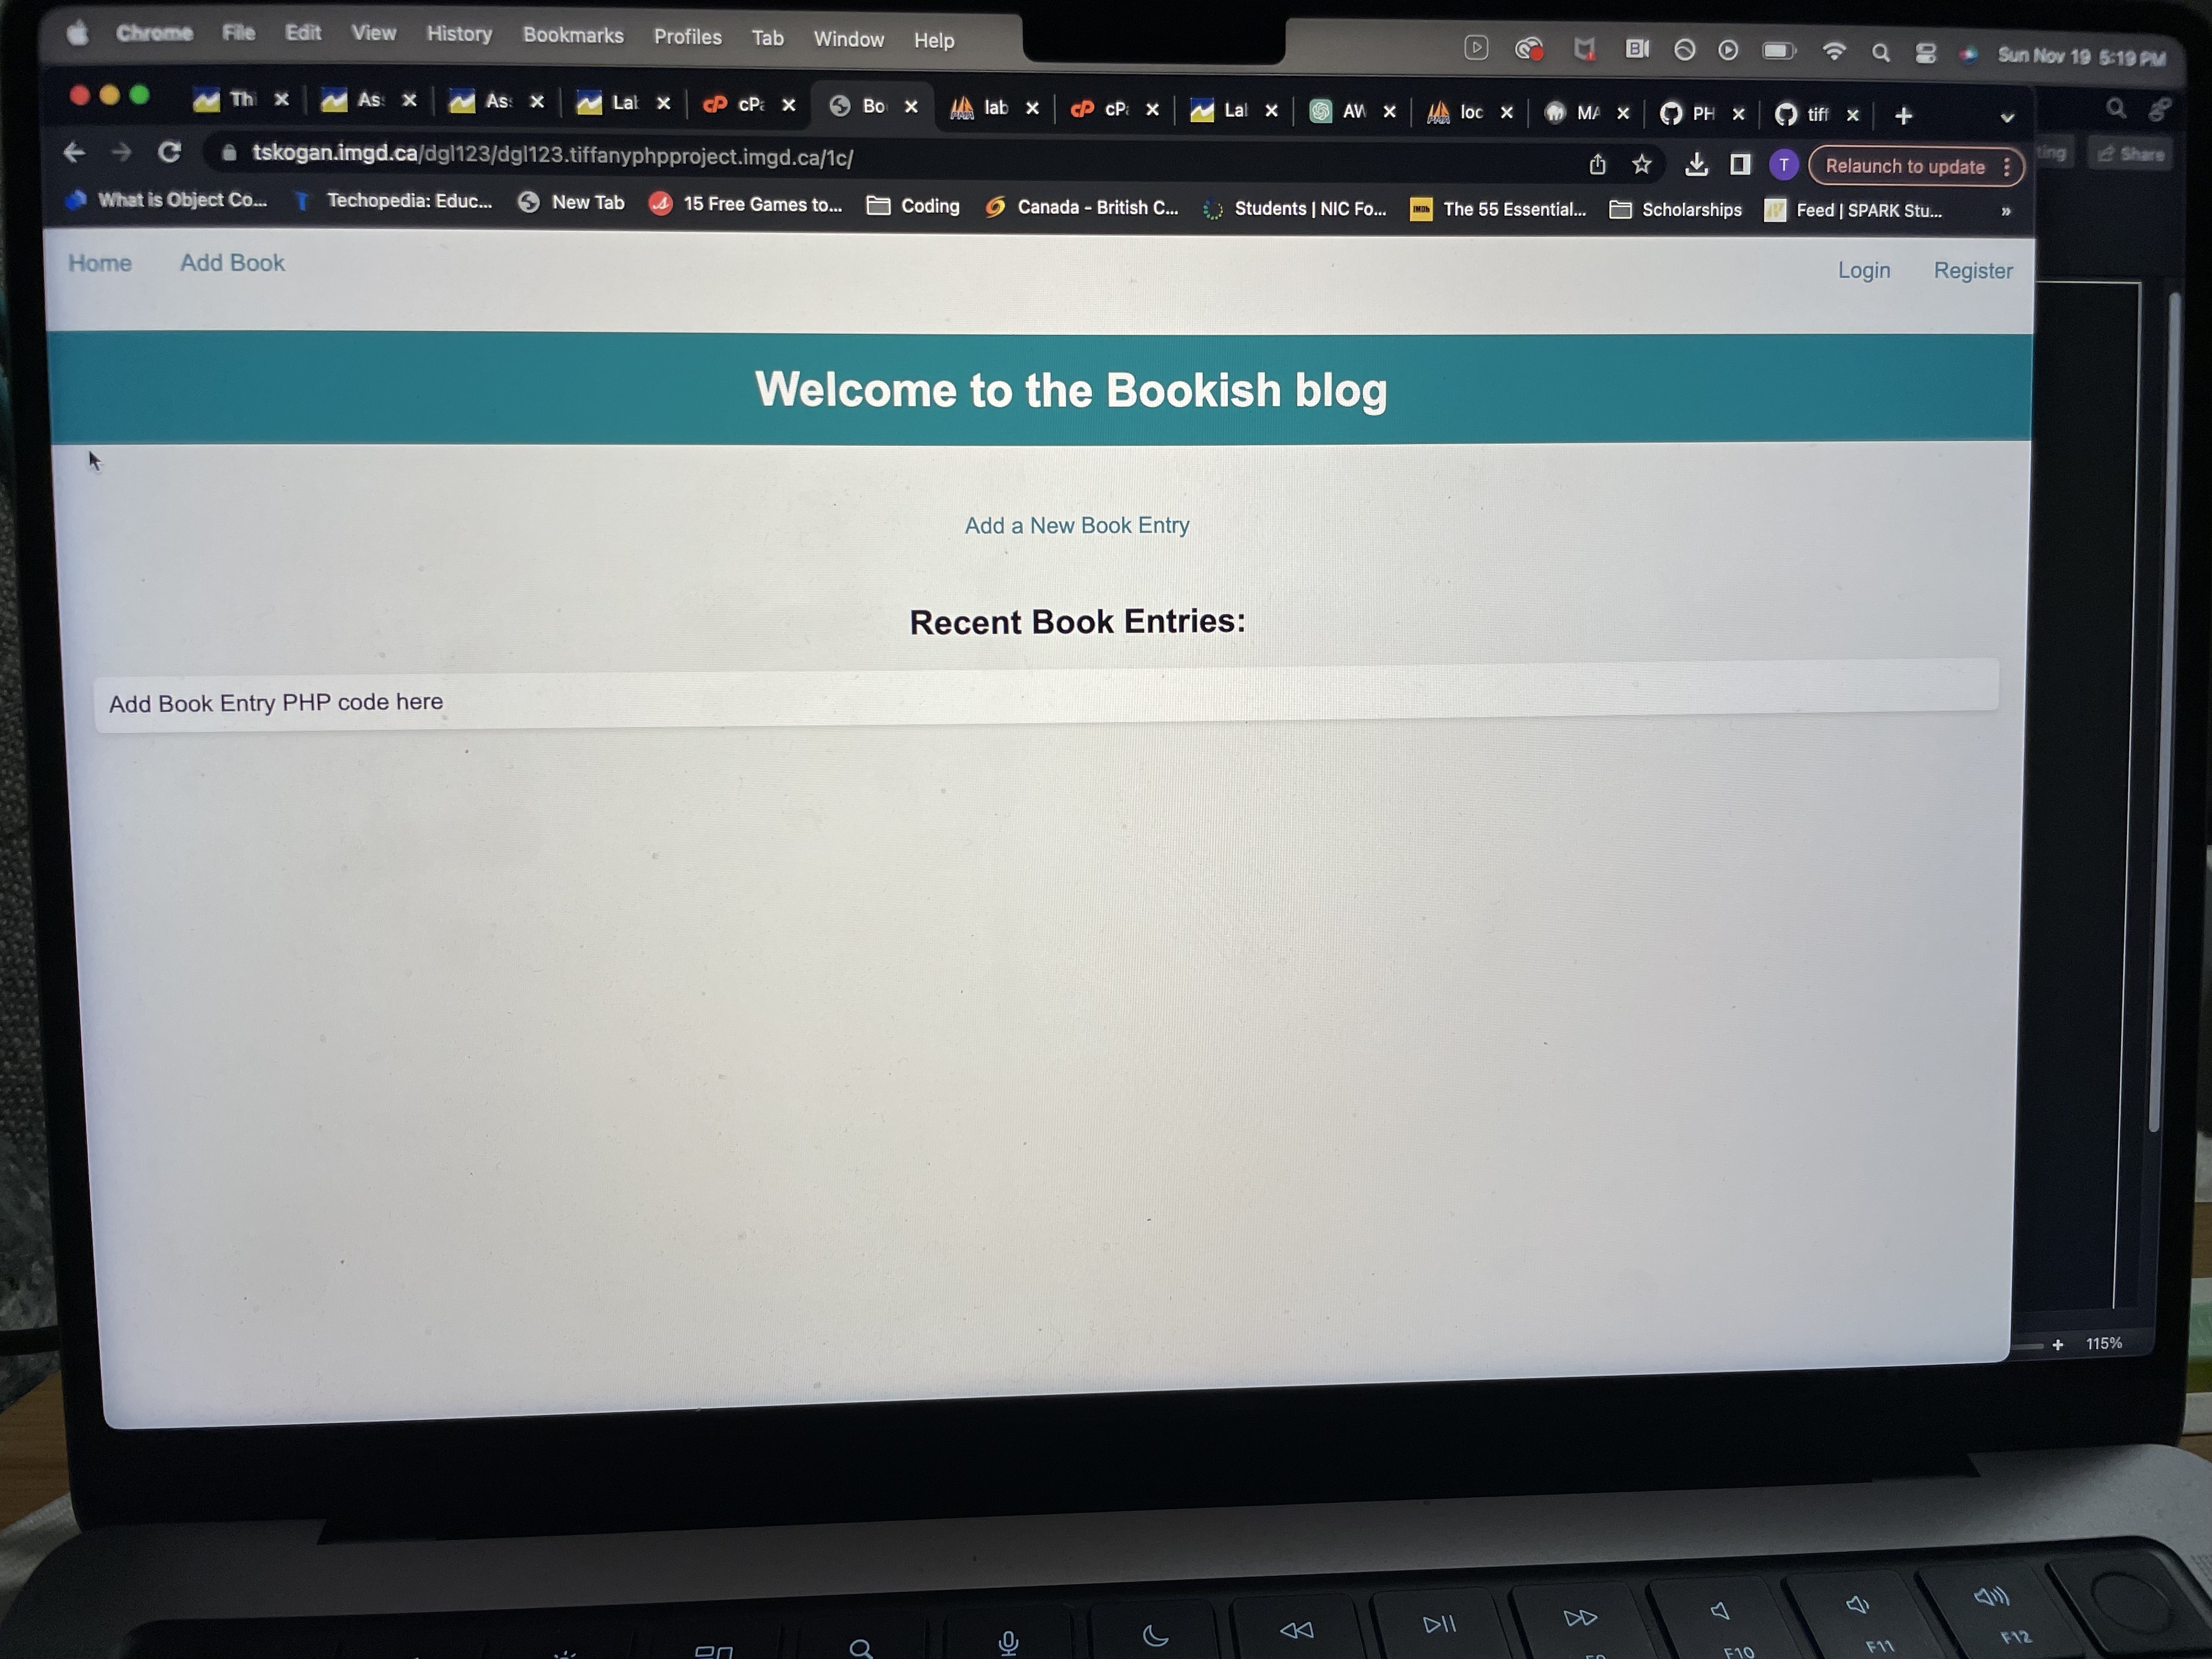 Chrome File Edit View History Bookmarks Profiles Tab Window Help Sun Nov 19 5:19 PM
Th As As Lal cPa Bo lab cPa Lal AW loc MA PH tiff
tskogan.imgd.ca/dgl123/dgl123.tiffanyphpproject.imgd.ca/1c/ T Relaunch to update Share
What is Object Co... Techopedia: Educ... New Tab 15 Free Games to... Coding Canada - British C... Students | NIC Fo... IMDb The 55 Essential... Scholarships Feed | SPARK Stu... »
Home Add Book Login Register
Welcome to the Bookish blog
Add a New Book Entry
Recent Book Entries:
Add Book Entry PHP code here
+ 115%
F10 F11 F12